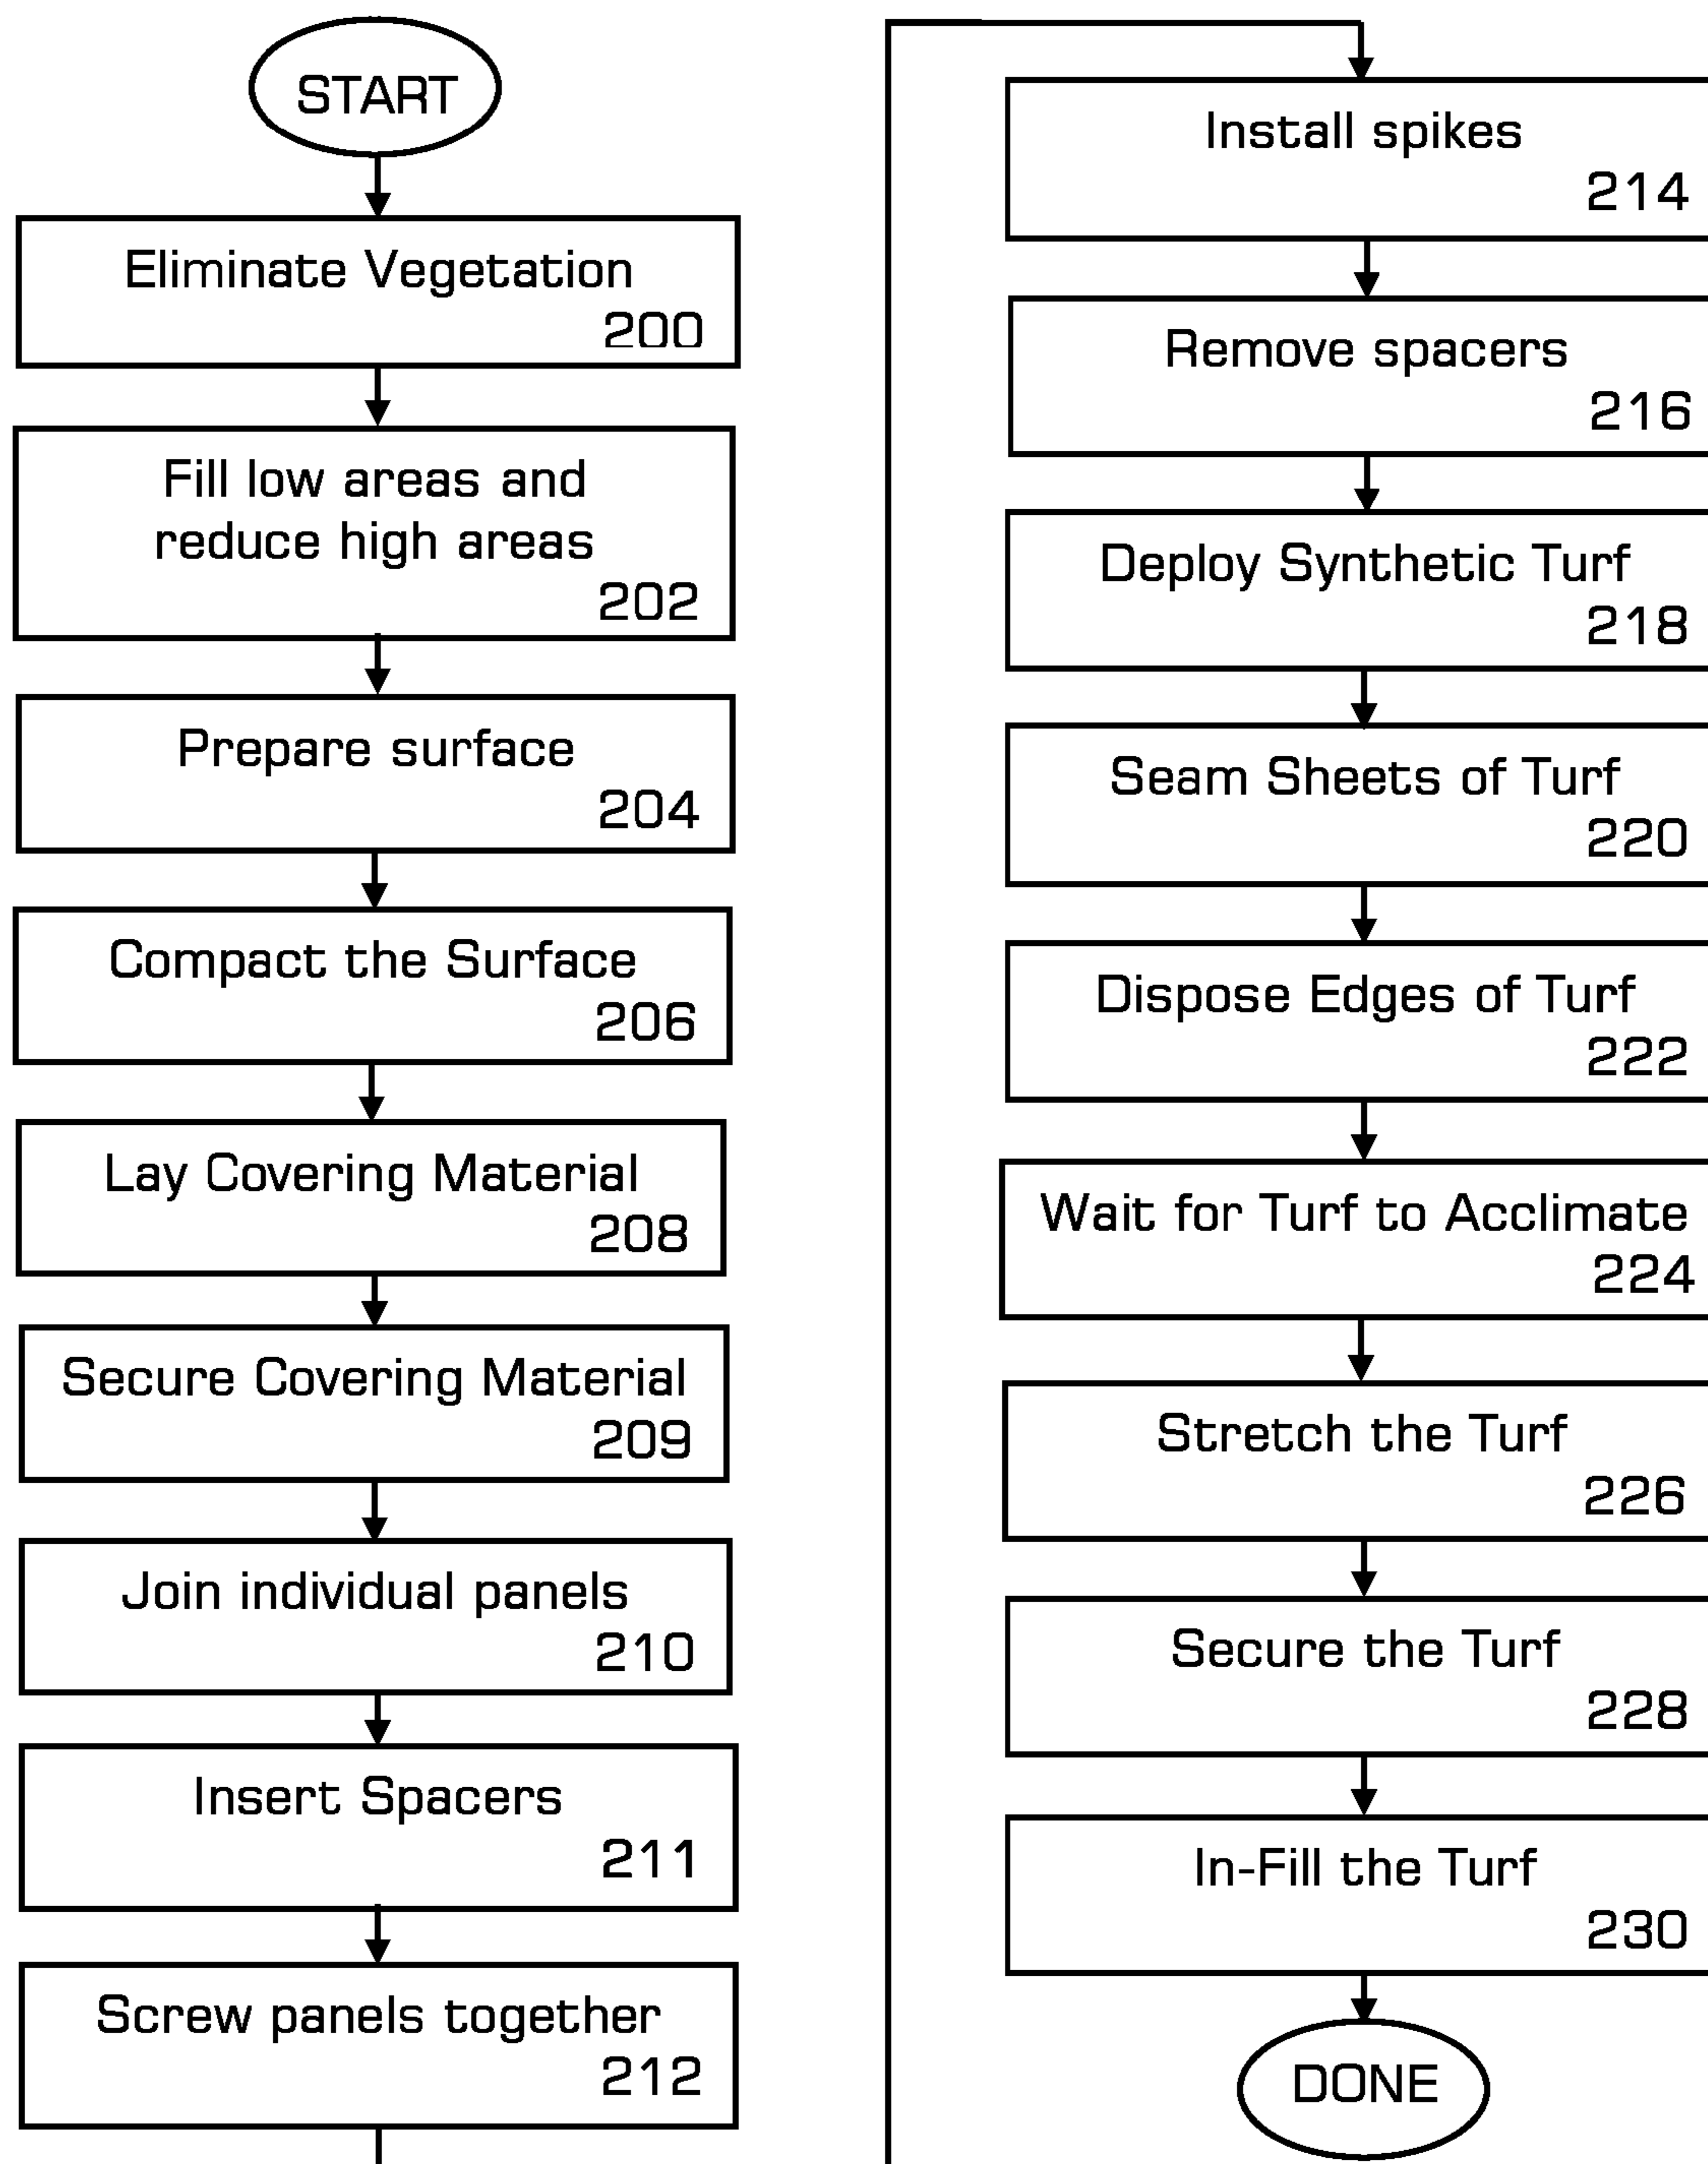 START
Eliminate Vegetation
200
Fill low areas and
reduce high areas
202
Prepare surface
204
Compact the Surface
206
Lay Covering Material
208
Secure Covering Material
209
Join individual panels
210
Insert Spacers
211
Screw panels together
212
Install spikes
214
Remove spacers
216
Deploy Synthetic Turf
218
Seam Sheets of Turf
220
Dispose Edges of Turf
222
Wait for Turf to Acclimate
224
Stretch the Turf
226
Secure the Turf
228
In-Fill the Turf
230
DONE